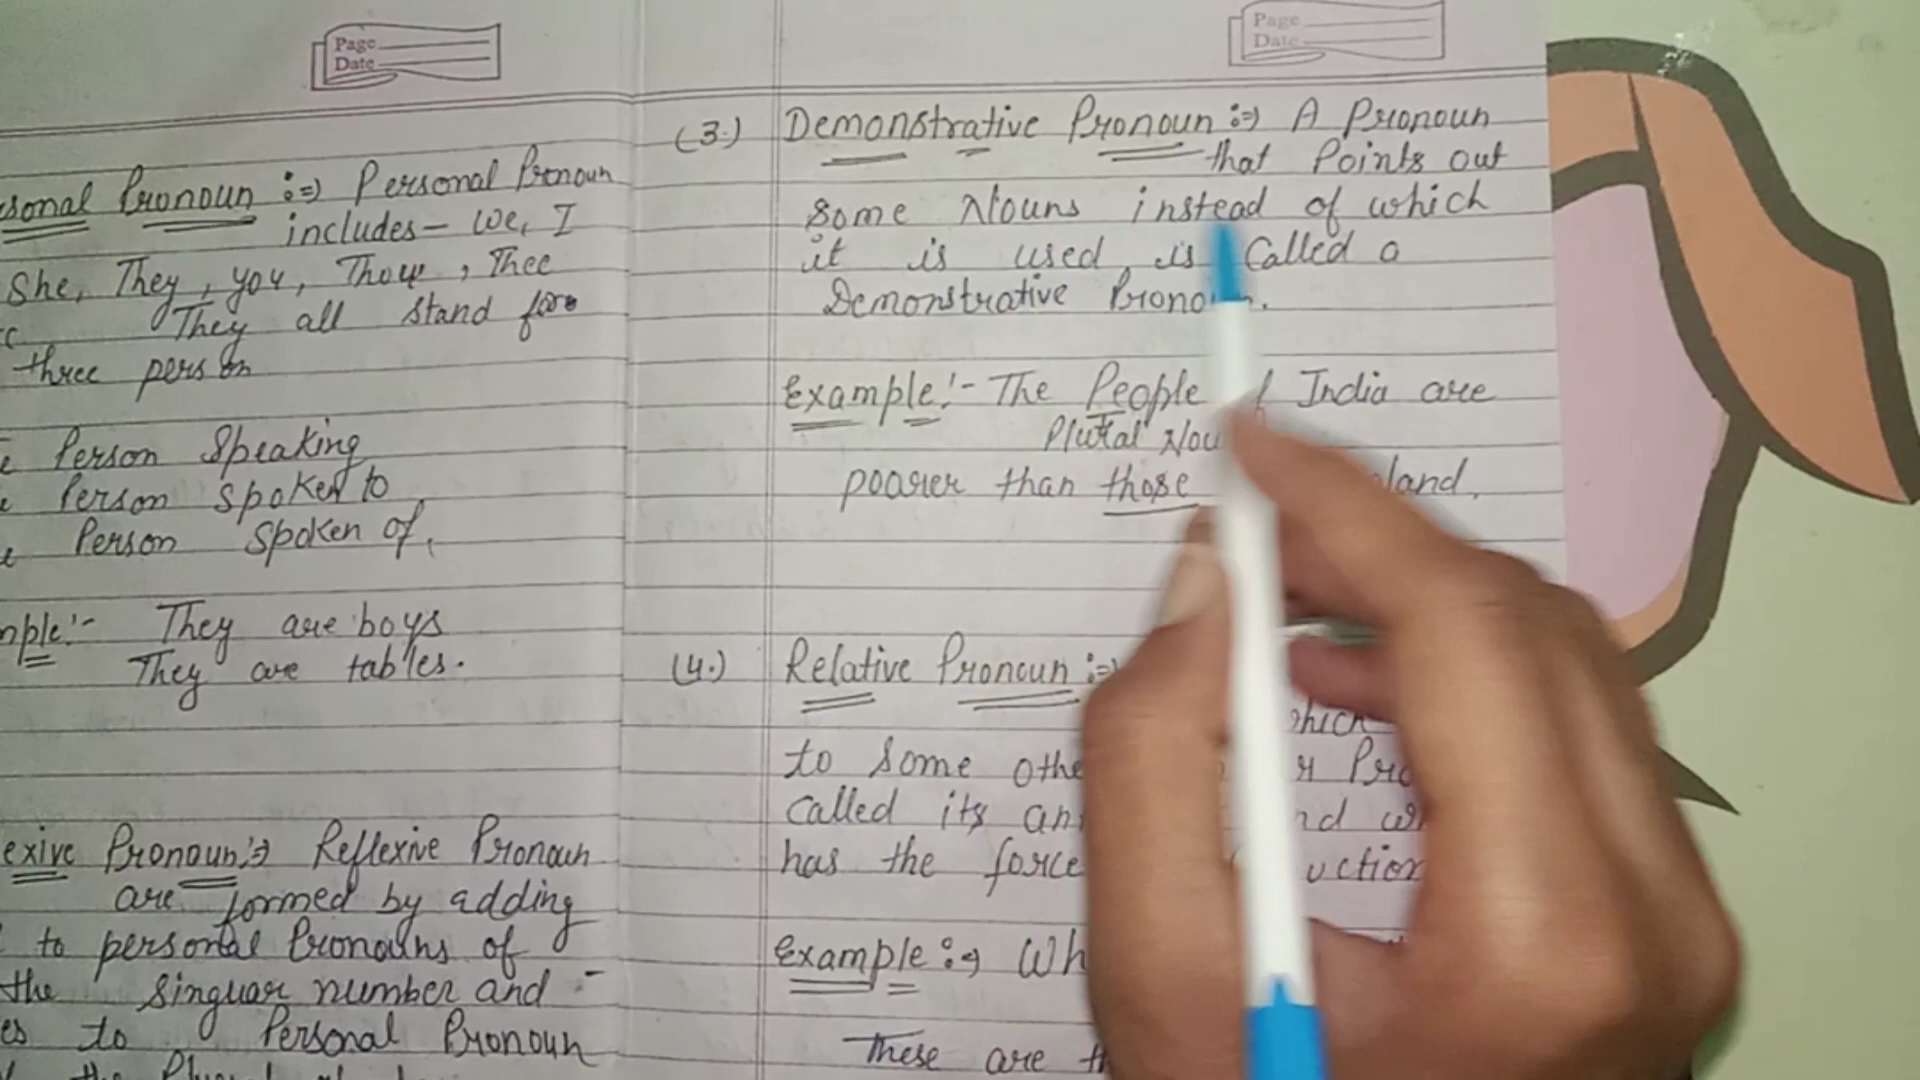 Page
Date
sonal Pronoun :⇒ Personal Pronoun
includes- we, I
She, They, you, Thou, Thee
They all stand for
three person
Person Speaking
Person Spoken to
Person Spoken of,
mple:- They are boys
They are tables.
exive Pronoun:⇒ Reflexive Pronoun
are formed by adding
to personal Pronouns of
the singuar number and -
es to Personal Pronoun
Page
Date
(3.) Demonstrative Pronoun :⇒ A Pronoun
that Points out
some Nouns instead of which
it is used, is Called a
Demonstrative
Example:- The People India are
Plural
poorer than those
(4.) Relative Pronoun :⇒
to some
called its
has the force
Example :⇒
These are